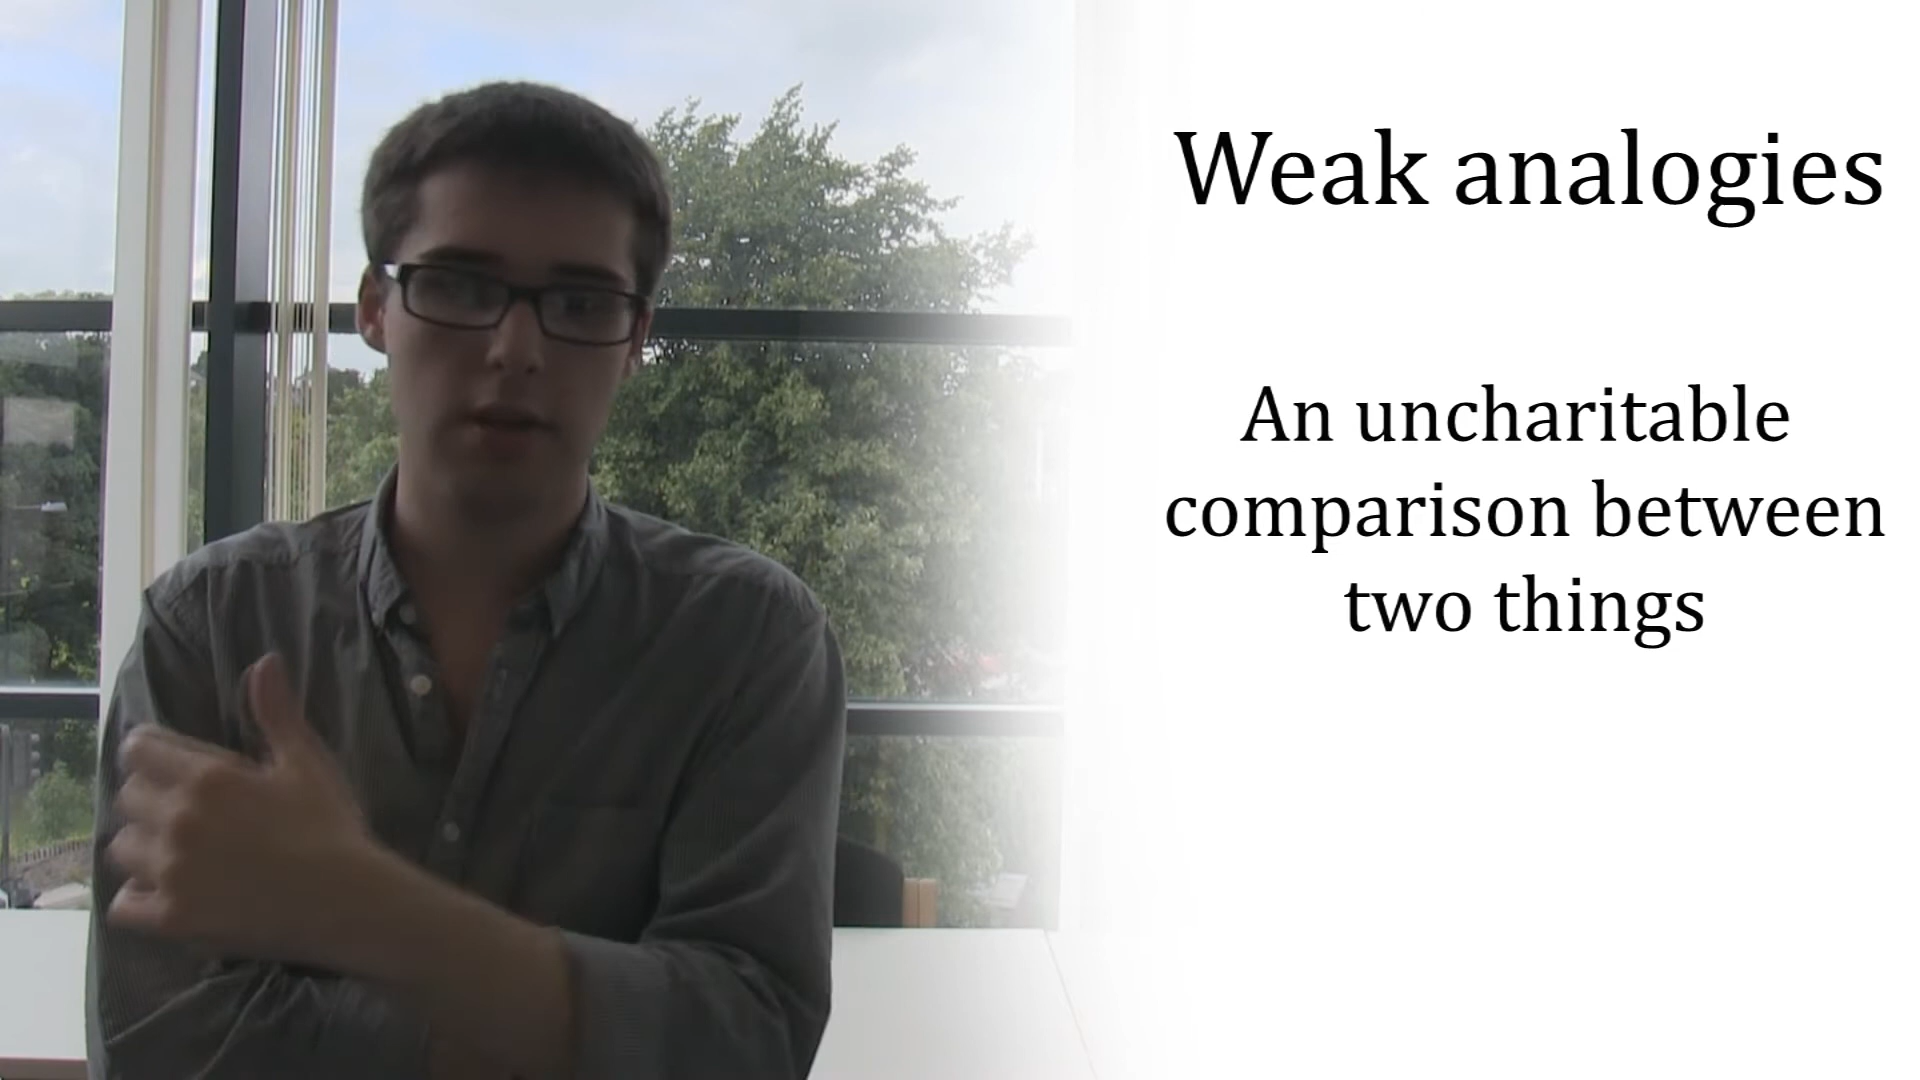 Weak analogies
An uncharitable
comparison between
two things